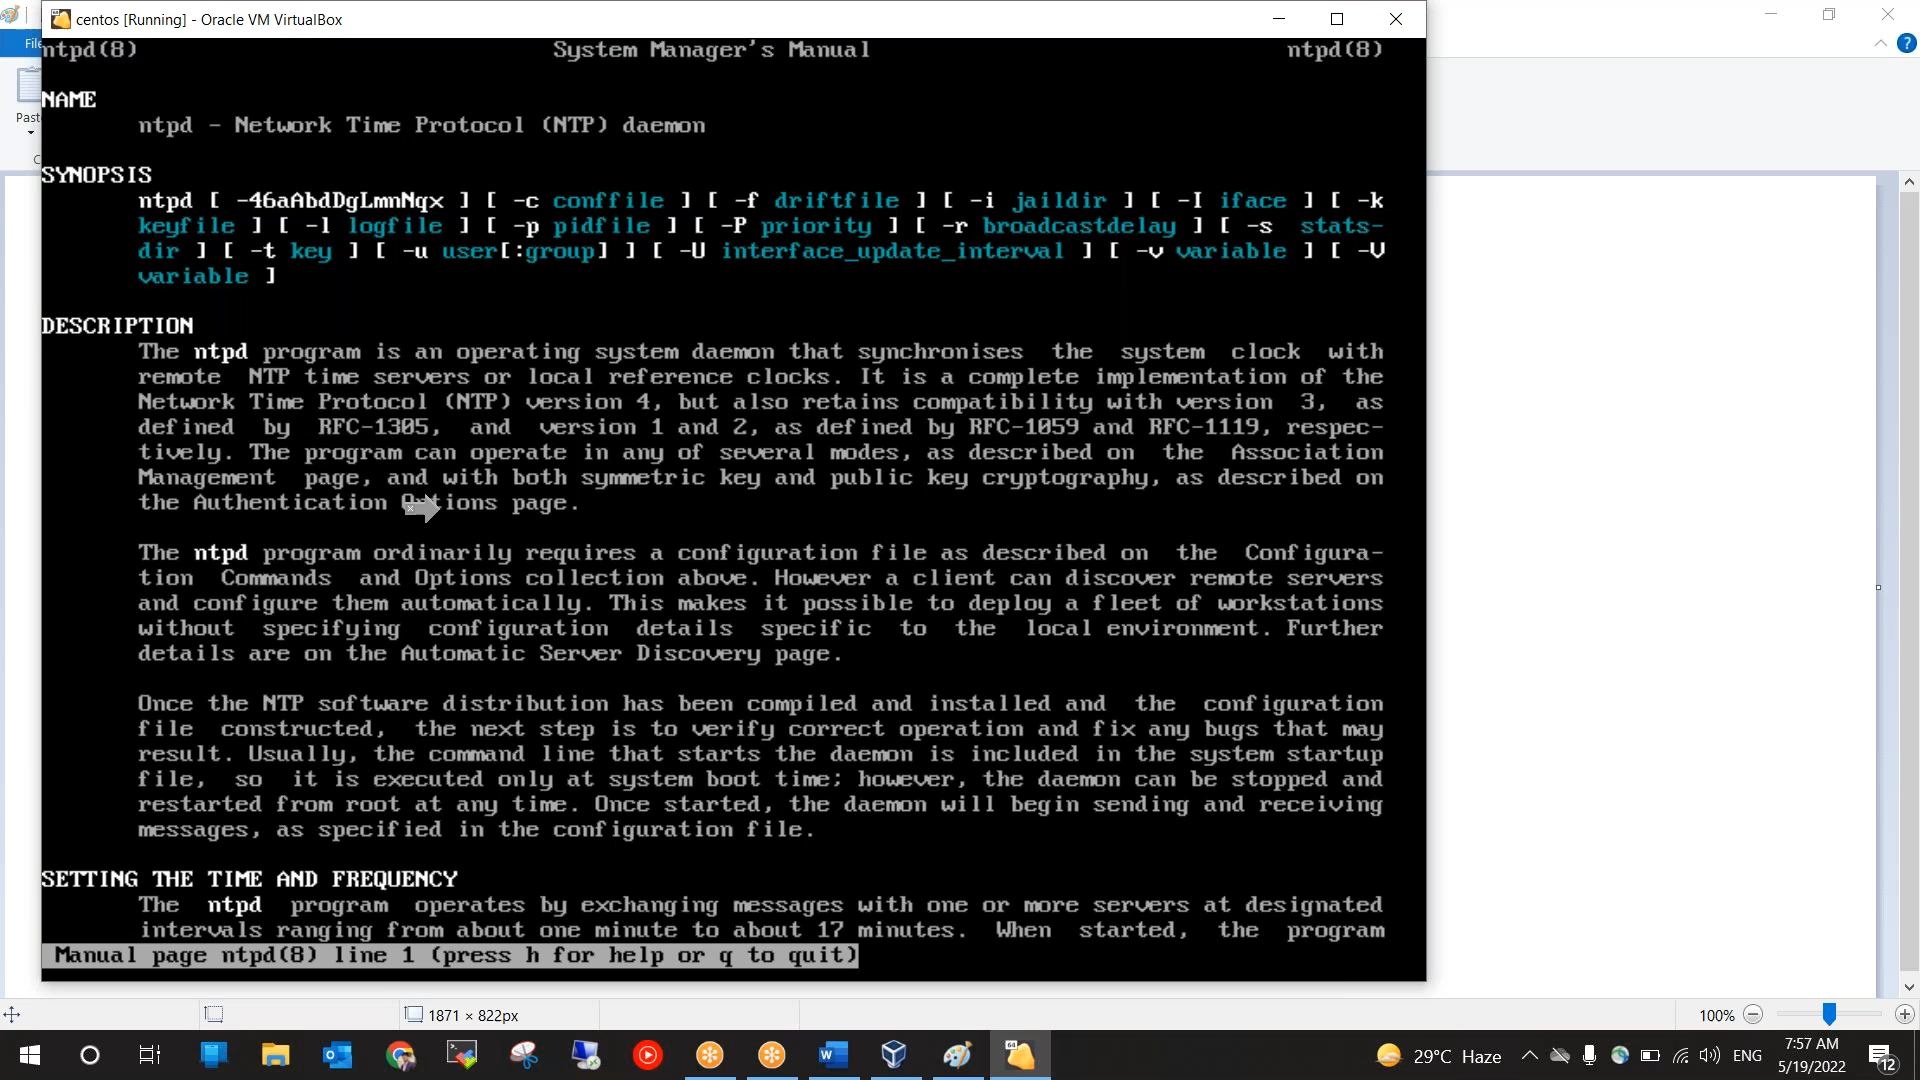 centos [Running] - Oracle VM VirtualBox
File
Past
ntpd(8) System Manager's Manual ntpd(8)
NAME
ntpd - Network Time Protocol (NTP) daemon
SYNOPSIS
ntpd [ -46aAbdDgLmnNqx ] [ -c conffile ] [ -f driftfile ] [ -i jaildir ] [ -I iface ] [ -k
keyfile ] [ -l logfile ] [ -p pidfile ] [ -P priority ] [ -r broadcastdelay ] [ -s stats-
dir ] [ -t key ] [ -u user[:group] ] [ -U interface_update_interval ] [ -v variable ] [ -V
variable ]
DESCRIPTION
The ntpd program is an operating system daemon that synchronises the system clock with
remote NTP time servers or local reference clocks. It is a complete implementation of the
Network Time Protocol (NTP) version 4, but also retains compatibility with version 3, as
defined by RFC-1305, and version 1 and 2, as defined by RFC-1059 and RFC-1119, respec-
tively. The program can operate in any of several modes, as described on the Association
Management page, and with both symmetric key and public key cryptography, as described on
the Authentication Options page.
The ntpd program ordinarily requires a configuration file as described on the Configura-
tion Commands and Options collection above. However a client can discover remote servers
and configure them automatically. This makes it possible to deploy a fleet of workstations
without specifying configuration details specific to the local environment. Further
details are on the Automatic Server Discovery page.
Once the NTP software distribution has been compiled and installed and the configuration
file constructed, the next step is to verify correct operation and fix any bugs that may
result. Usually, the command line that starts the daemon is included in the system startup
file, so it is executed only at system boot time; however, the daemon can be stopped and
restarted from root at any time. Once started, the daemon will begin sending and receiving
messages, as specified in the configuration file.
SETTING THE TIME AND FREQUENCY
The ntpd program operates by exchanging messages with one or more servers at designated
intervals ranging from about one minute to about 17 minutes. When started, the program
Manual page ntpd(8) line 1 (press h for help or q to quit)
1871 × 822px
100%
29°C Haze
ENG
7:57 AM
5/19/2022
12